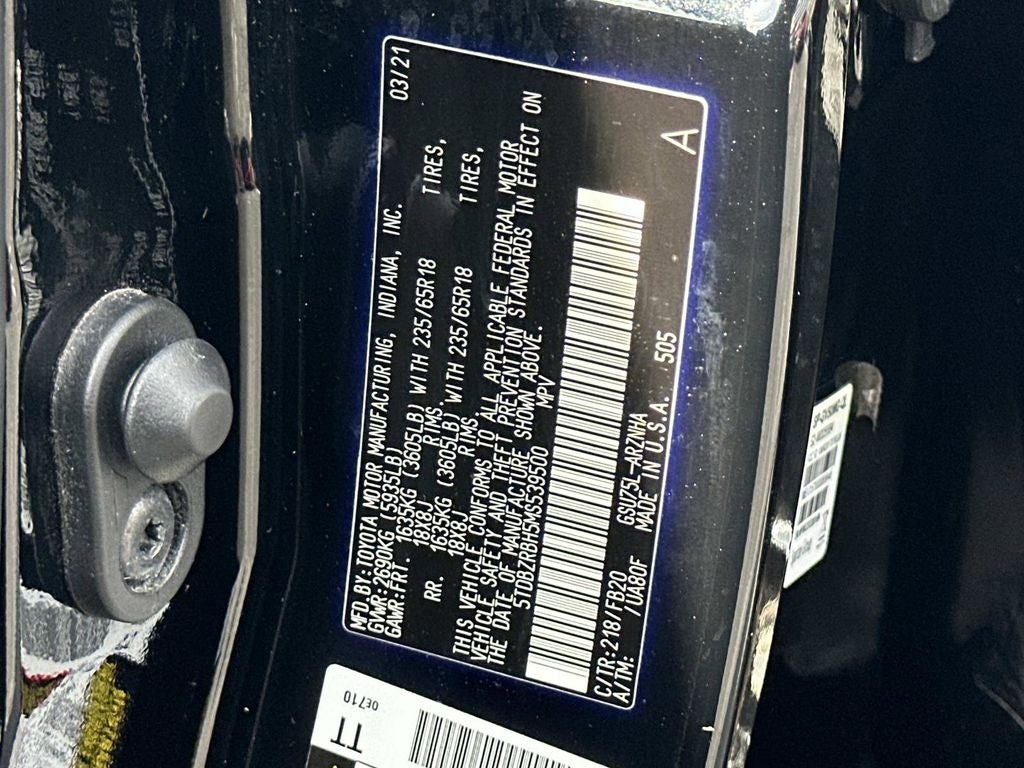 MFD.BY:TOYOTA MOTOR MANUFACTURING, INDIANA, INC. 03/21
GVWR:2690KG (5935LB)
GAWR:FRT. 1635KG (3605LB) WITH 235/65R18 TIRES,
18X8J RIMS
RR. 1635KG (3605LB) WITH 235/65R18 TIRES,
18X8J RIMS
THIS VEHICLE CONFORMS TO ALL APPLICABLE FEDERAL MOTOR
VEHICLE SAFETY AND THEFT PREVENTION STANDARDS IN EFFECT ON
THE DATE OF MANUFACTURE SHOWN ABOVE.
5TDBZRBH5MS539500 MPV
C/TR:218/FB20 GSU75L-ARZNHA A
A/TM: /UA80F MADE IN U.S.A. 505
TT
0E710